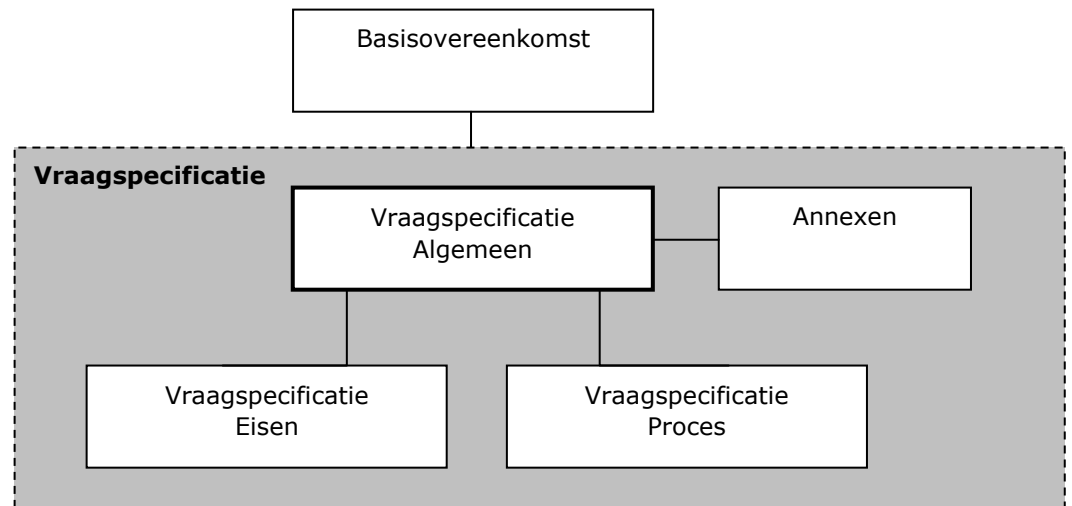 Basisovereenkomst
Vraagspecificatie
Vraagspecificatie
Algemeen
Annexen
Vraagspecificatie
Eisen
Vraagspecificatie
Proces